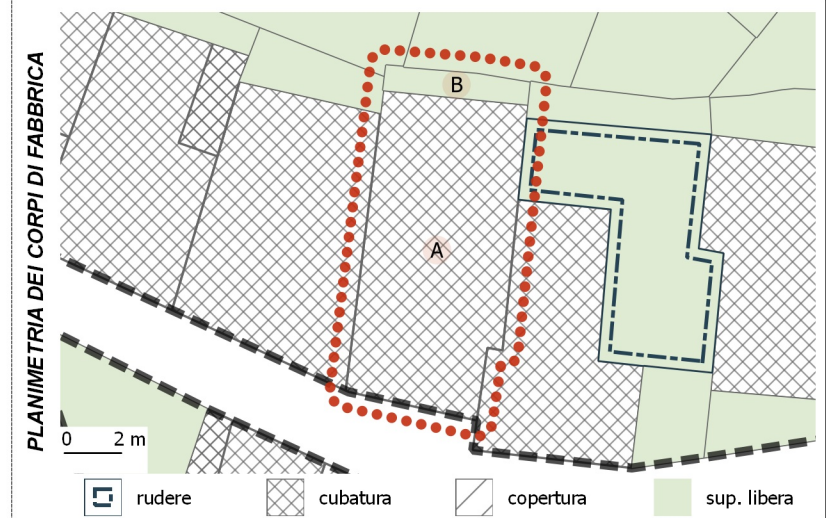 PLANIMETRIA DEI CORPI DI FABBRICA
B
A
0 2 m
rudere cubatura copertura sup. libera